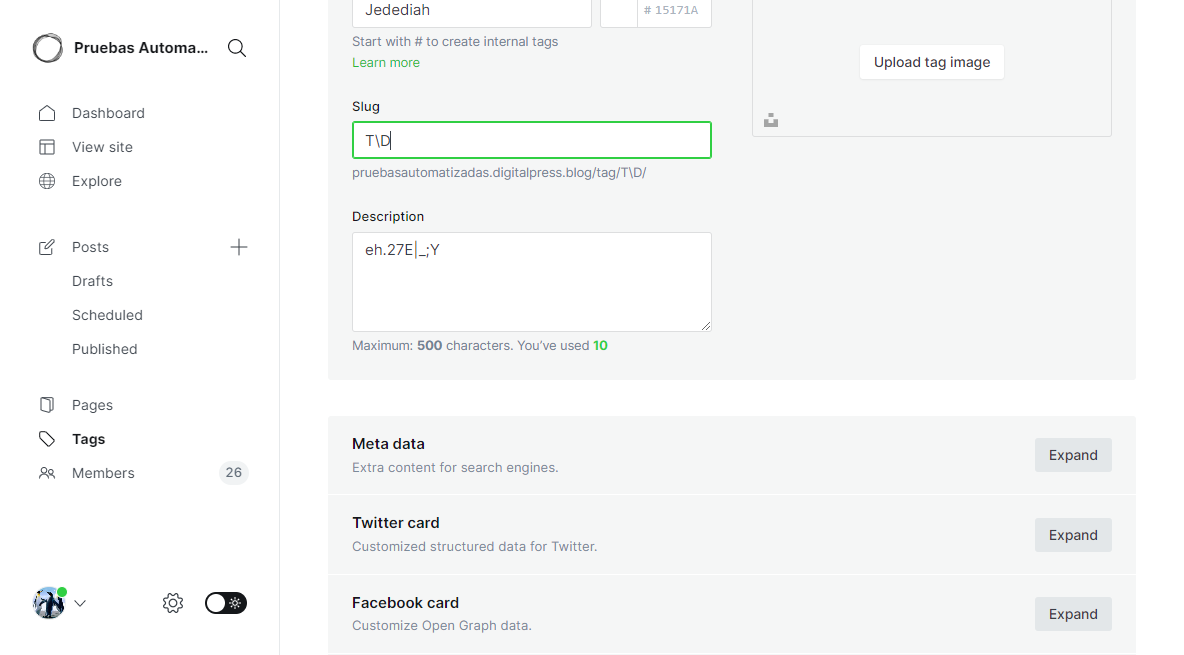 Pruebas Automa...
Dashboard
View site
Explore
Posts
Drafts
Scheduled
Published
Pages
Tags
Members 26
Jedediah # 15171A
Start with # to create internal tags
Learn more
Slug
T\D
pruebasautomatizadas.digitalpress.blog/tag/T\D/
Description
eh.27E|_;Y
Maximum: 500 characters. You’ve used 10
Upload tag image
Meta data
Extra content for search engines.
Expand
Twitter card
Customized structured data for Twitter.
Expand
Facebook card
Customize Open Graph data.
Expand